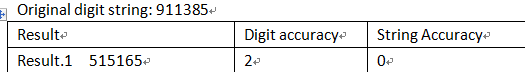 Original digit string: 911385
Result Digit accuracy String Accuracy
Result.1 515165 2 0